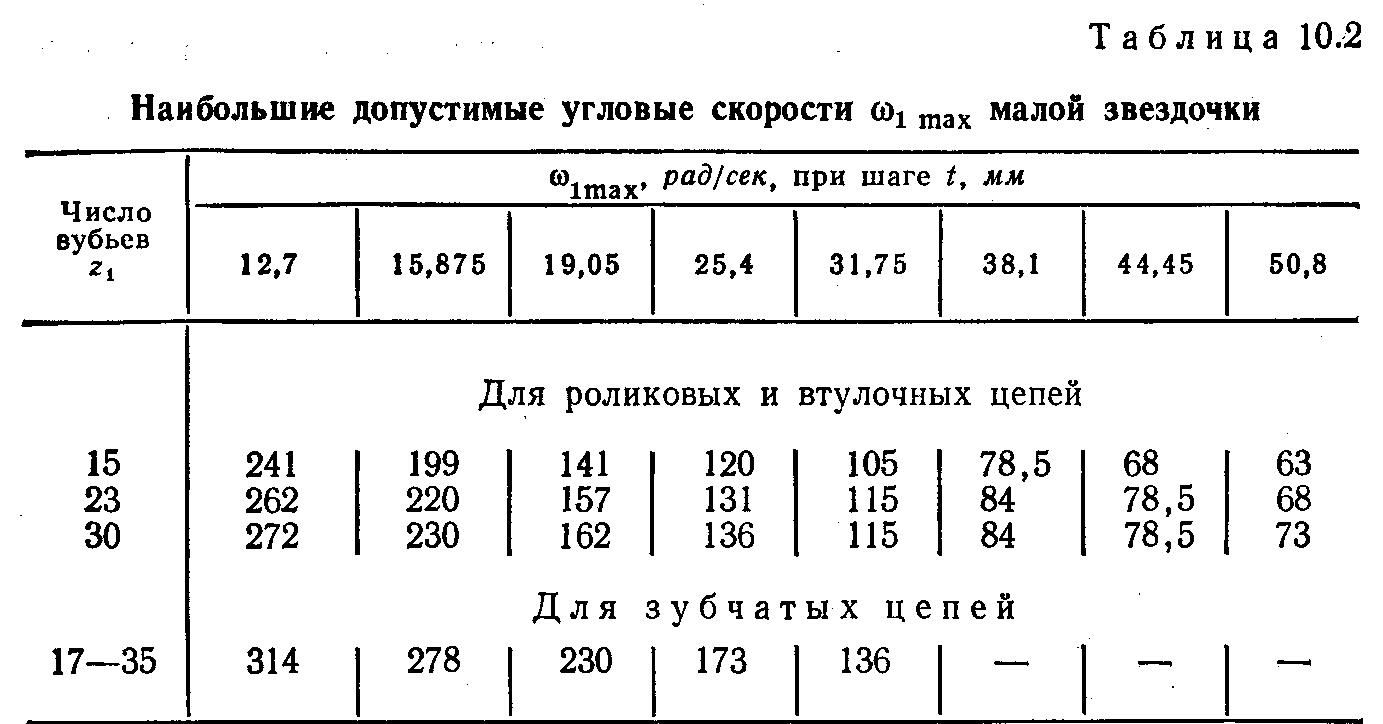 Таблица 10.2
Наибольшие допустимые угловые скорости ω1 max малой звездочки
Число
вубьев
z1
ω1max, рад/сек, при шаге t, мм
12,7 15,875 19,05 25,4 31,75 38,1 44,45 50,8
Для роликовых и втулочных цепей
15 241 199 141 120 105 78,5 68 63
23 262 220 157 131 115 84 78,5 68
30 272 230 162 136 115 84 78,5 73
Для зубчатых цепей
17—35 314 278 230 173 136 — — —